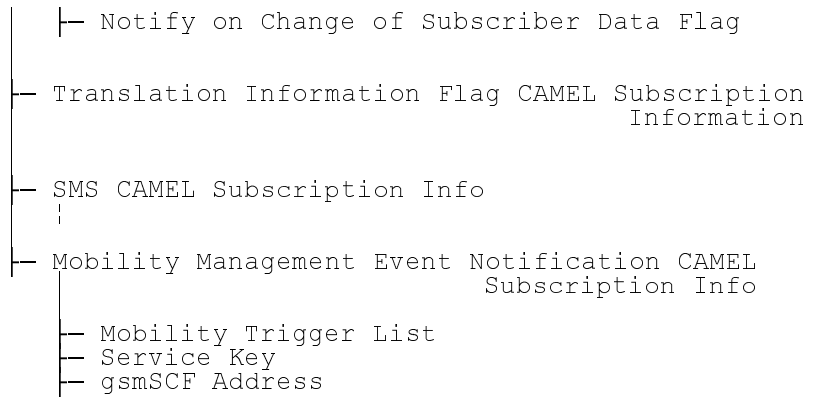 Notify on Change of Subscriber Data Flag
Translation Information Flag CAMEL Subscription
Information
SMS CAMEL Subscription Info
Mobility Management Event Notification CAMEL
Subscription Info
Mobility Trigger List
Service Key
gsmSCF Address